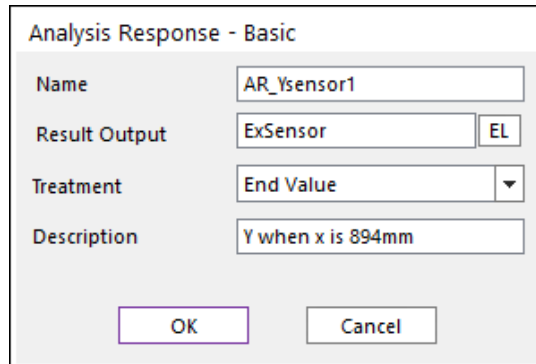 Analysis Response - Basic
Name AR_Ysensor1
Result Output ExSensor EL
Treatment End Value
Description Y when x is 894mm
OK Cancel